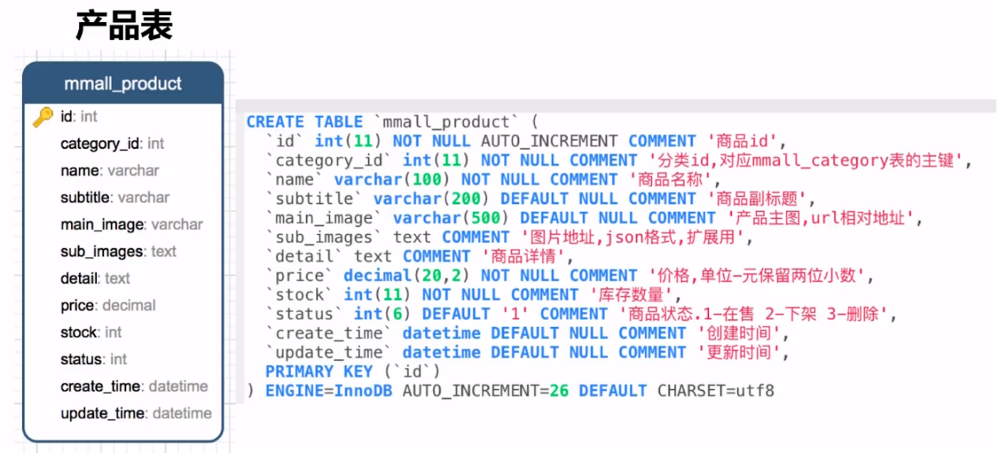 产品表
mmall_product
id: int
category_id: int
name: varchar
subtitle: varchar
main_image: varchar
sub_images: text
detail: text
price: decimal
stock: int
status: int
create_time: datetime
update_time: datetime
CREATE TABLE `mmall_product` (
`id` int(11) NOT NULL AUTO_INCREMENT COMMENT '商品id',
`category_id` int(11) NOT NULL COMMENT '分类id,对应mmall_category表的主键',
`name` varchar(100) NOT NULL COMMENT '商品名称',
`subtitle` varchar(200) DEFAULT NULL COMMENT '商品副标题',
`main_image` varchar(500) DEFAULT NULL COMMENT '产品主图,url相对地址',
`sub_images` text COMMENT '图片地址,json格式,扩展用',
`detail` text COMMENT '商品详情',
`price` decimal(20,2) NOT NULL COMMENT '价格,单位-元保留两位小数',
`stock` int(11) NOT NULL COMMENT '库存数量',
`status` int(6) DEFAULT '1' COMMENT '商品状态.1-在售 2-下架 3-删除',
`create_time` datetime DEFAULT NULL COMMENT '创建时间',
`update_time` datetime DEFAULT NULL COMMENT '更新时间',
PRIMARY KEY (`id`)
) ENGINE=InnoDB AUTO_INCREMENT=26 DEFAULT CHARSET=utf8